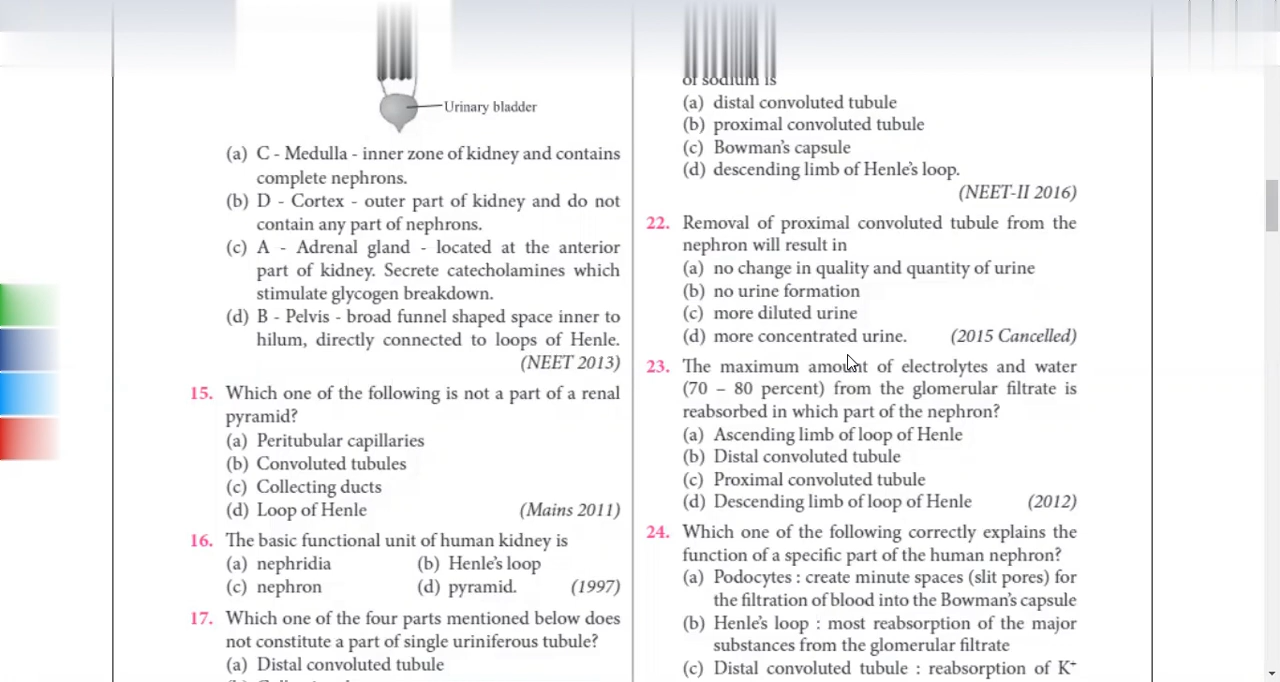 Urinary bladder
(a) C - Medulla - inner zone of kidney and contains
complete nephrons.
(b) D - Cortex - outer part of kidney and do not
contain any part of nephrons.
(c) A - Adrenal gland - located at the anterior
part of kidney. Secrete catecholamines which
stimulate glycogen breakdown.
(d) B - Pelvis - broad funnel shaped space inner to
hilum, directly connected to loops of Henle.
(NEET 2013)
15. Which one of the following is not a part of a renal
pyramid?
(a) Peritubular capillaries
(b) Convoluted tubules
(c) Collecting ducts
(d) Loop of Henle (Mains 2011)
16. The basic functional unit of human kidney is
(a) nephridia (b) Henle's loop
(c) nephron (d) pyramid. (1997)
17. Which one of the four parts mentioned below does
not constitute a part of single uriniferous tubule?
(a) Distal convoluted tubule
of sodium is
(a) distal convoluted tubule
(b) proximal convoluted tubule
(c) Bowman's capsule
(d) descending limb of Henle's loop.
(NEET-II 2016)
22. Removal of proximal convoluted tubule from the
nephron will result in
(a) no change in quality and quantity of urine
(b) no urine formation
(c) more diluted urine
(d) more concentrated urine. (2015 Cancelled)
23. The maximum amount of electrolytes and water
(70 – 80 percent) from the glomerular filtrate is
reabsorbed in which part of the nephron?
(a) Ascending limb of loop of Henle
(b) Distal convoluted tubule
(c) Proximal convoluted tubule
(d) Descending limb of loop of Henle (2012)
24. Which one of the following correctly explains the
function of a specific part of the human nephron?
(a) Podocytes : create minute spaces (slit pores) for
the filtration of blood into the Bowman's capsule
(b) Henle's loop : most reabsorption of the major
substances from the glomerular filtrate
(c) Distal convoluted tubule : reabsorption of K⁺